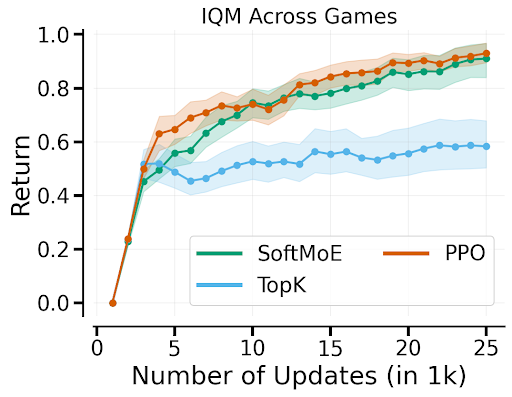 IQM Across Games
Return
1.0
0.8
0.6
0.4
0.2
0.0
SoftMoE PPO
TopK
0 5 10 15 20 25
Number of Updates (in 1k)